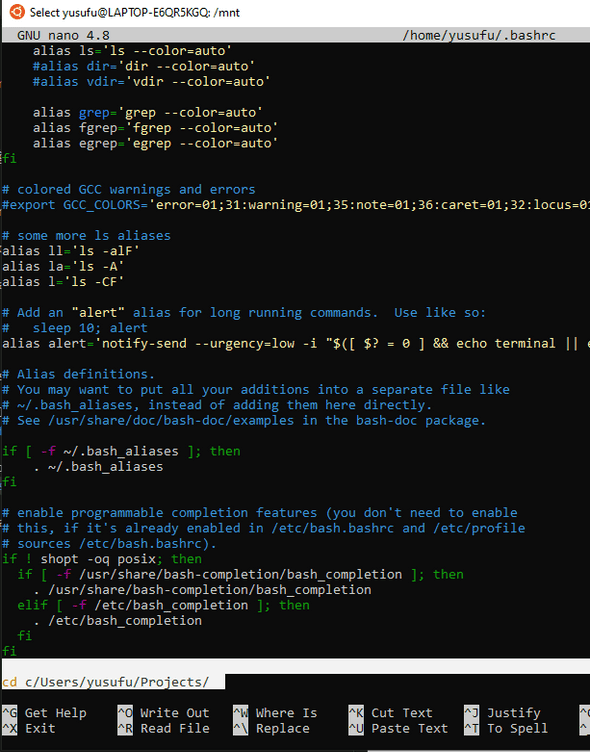 Select yusufu@LAPTOP-E6QR5KGQ: /mnt
GNU nano 4.8 /home/yusufu/.bashrc
alias ls='ls --color=auto'
#alias dir='dir --color=auto'
#alias vdir='vdir --color=auto'
alias grep='grep --color=auto'
alias fgrep='fgrep --color=auto'
alias egrep='egrep --color=auto'
fi
# colored GCC warnings and errors
#export GCC_COLORS='error=01;31:warning=01;35:note=01;36:caret=01;32:locus=01
# some more ls aliases
alias ll='ls -alF'
alias la='ls -A'
alias l='ls -CF'
# Add an "alert" alias for long running commands.  Use like so:
#   sleep 10; alert
alias alert='notify-send --urgency=low -i "$([ $? = 0 ] && echo terminal || e
# Alias definitions.
# You may want to put all your additions into a separate file like
# ~/.bash_aliases, instead of adding them here directly.
# See /usr/share/doc/bash-doc/examples in the bash-doc package.
if [ -f ~/.bash_aliases ]; then
. ~/.bash_aliases
fi
# enable programmable completion features (you don't need to enable
# this, if it's already enabled in /etc/bash.bashrc and /etc/profile
# sources /etc/bash.bashrc).
if ! shopt -oq posix; then
if [ -f /usr/share/bash-completion/bash_completion ]; then
. /usr/share/bash-completion/bash_completion
elif [ -f /etc/bash_completion ]; then
. /etc/bash_completion
fi
fi
cd c/Users/yusufu/Projects/
^G Get Help ^O Write Out ^W Where Is ^K Cut Text ^J Justify
^X Exit ^R Read File ^\ Replace ^U Paste Text ^T To Spell